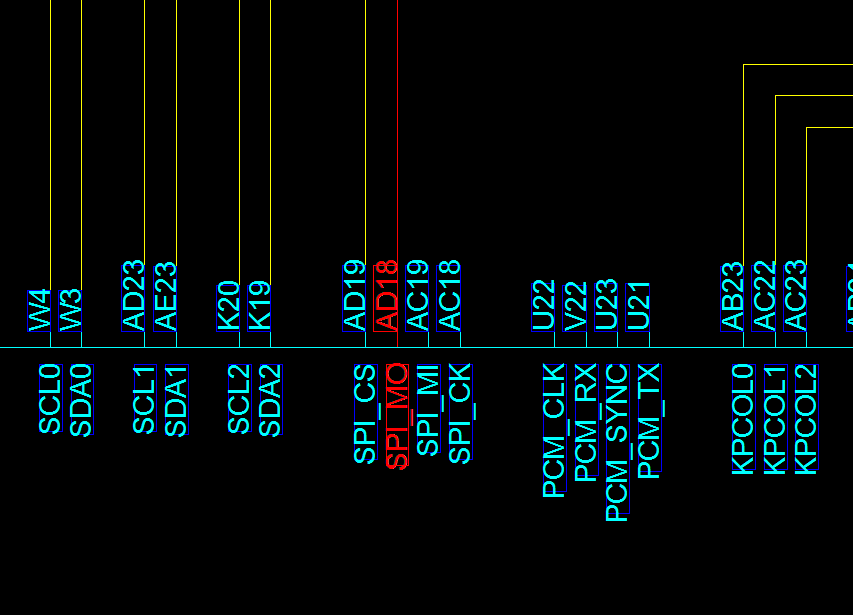 W4
W3
AD23
AE23
K20
K19
AD19
AD18
AC19
AC18
U22
V22
U23
U21
AB23
AC22
AC23
SCL0
SDA0
SCL1
SDA1
SCL2
SDA2
SPI_CS
SPI_MO
SPI_MI
SPI_CK
PCM_CLK
PCM_RX
PCM_SYNC
PCM_TX
KPCOL0
KPCOL1
KPCOL2